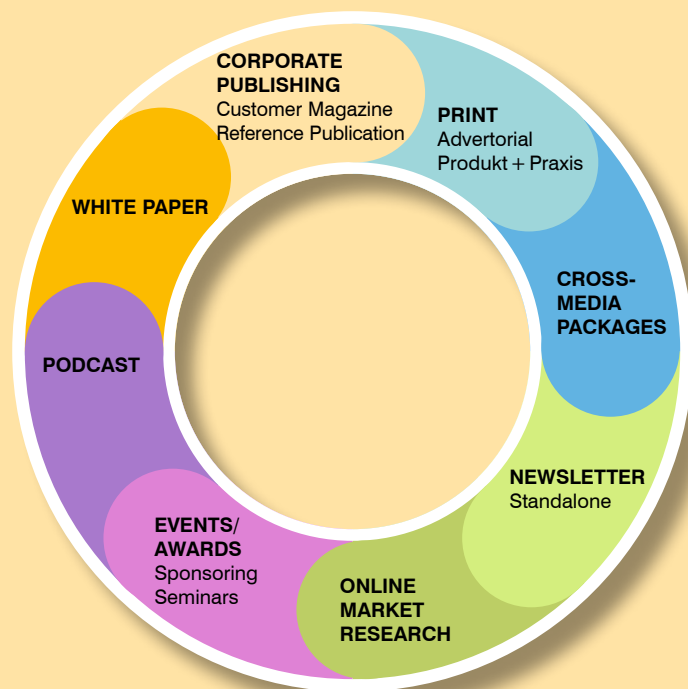 CORPORATE
PUBLISHING
Customer Magazine
Reference Publication
PRINT
Advertorial
Produkt + Praxis
CROSS-
MEDIA
PACKAGES
NEWSLETTER
Standalone
ONLINE
MARKET
RESEARCH
EVENTS/
AWARDS
Sponsoring
Seminars
PODCAST
WHITE PAPER